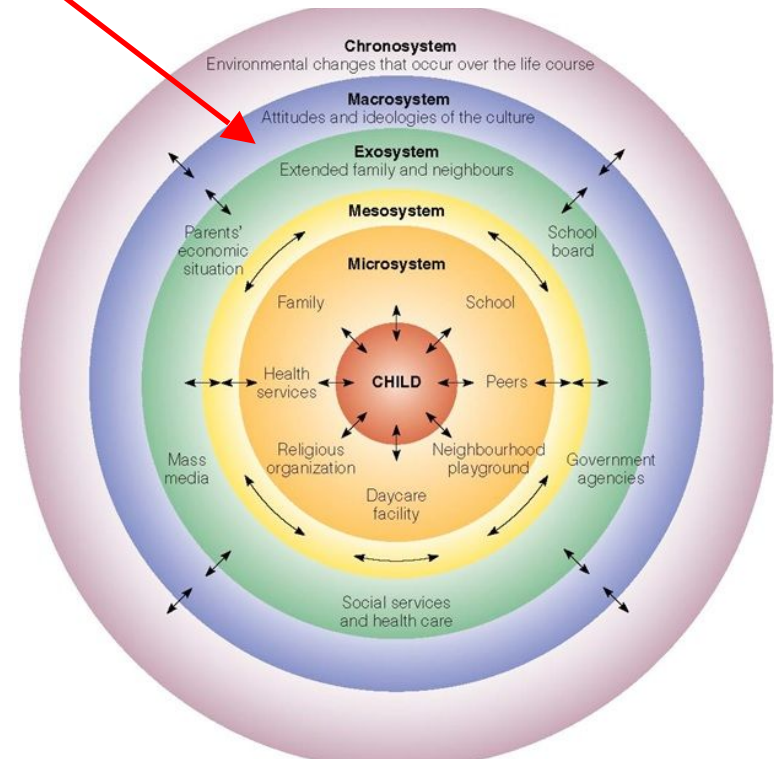 Chronosystem
Environmental changes that occur over the life course
Macrosystem
Attitudes and ideologies of the culture
Exosystem
Extended family and neighbours
Mesosystem
Parents'
economic
situation
School
board
Microsystem
Family
School
Health
services
CHILD
Peers
Religious
organization
Neighbourhood
playground
Mass
media
Government
agencies
Daycare
facility
Social services
and health care